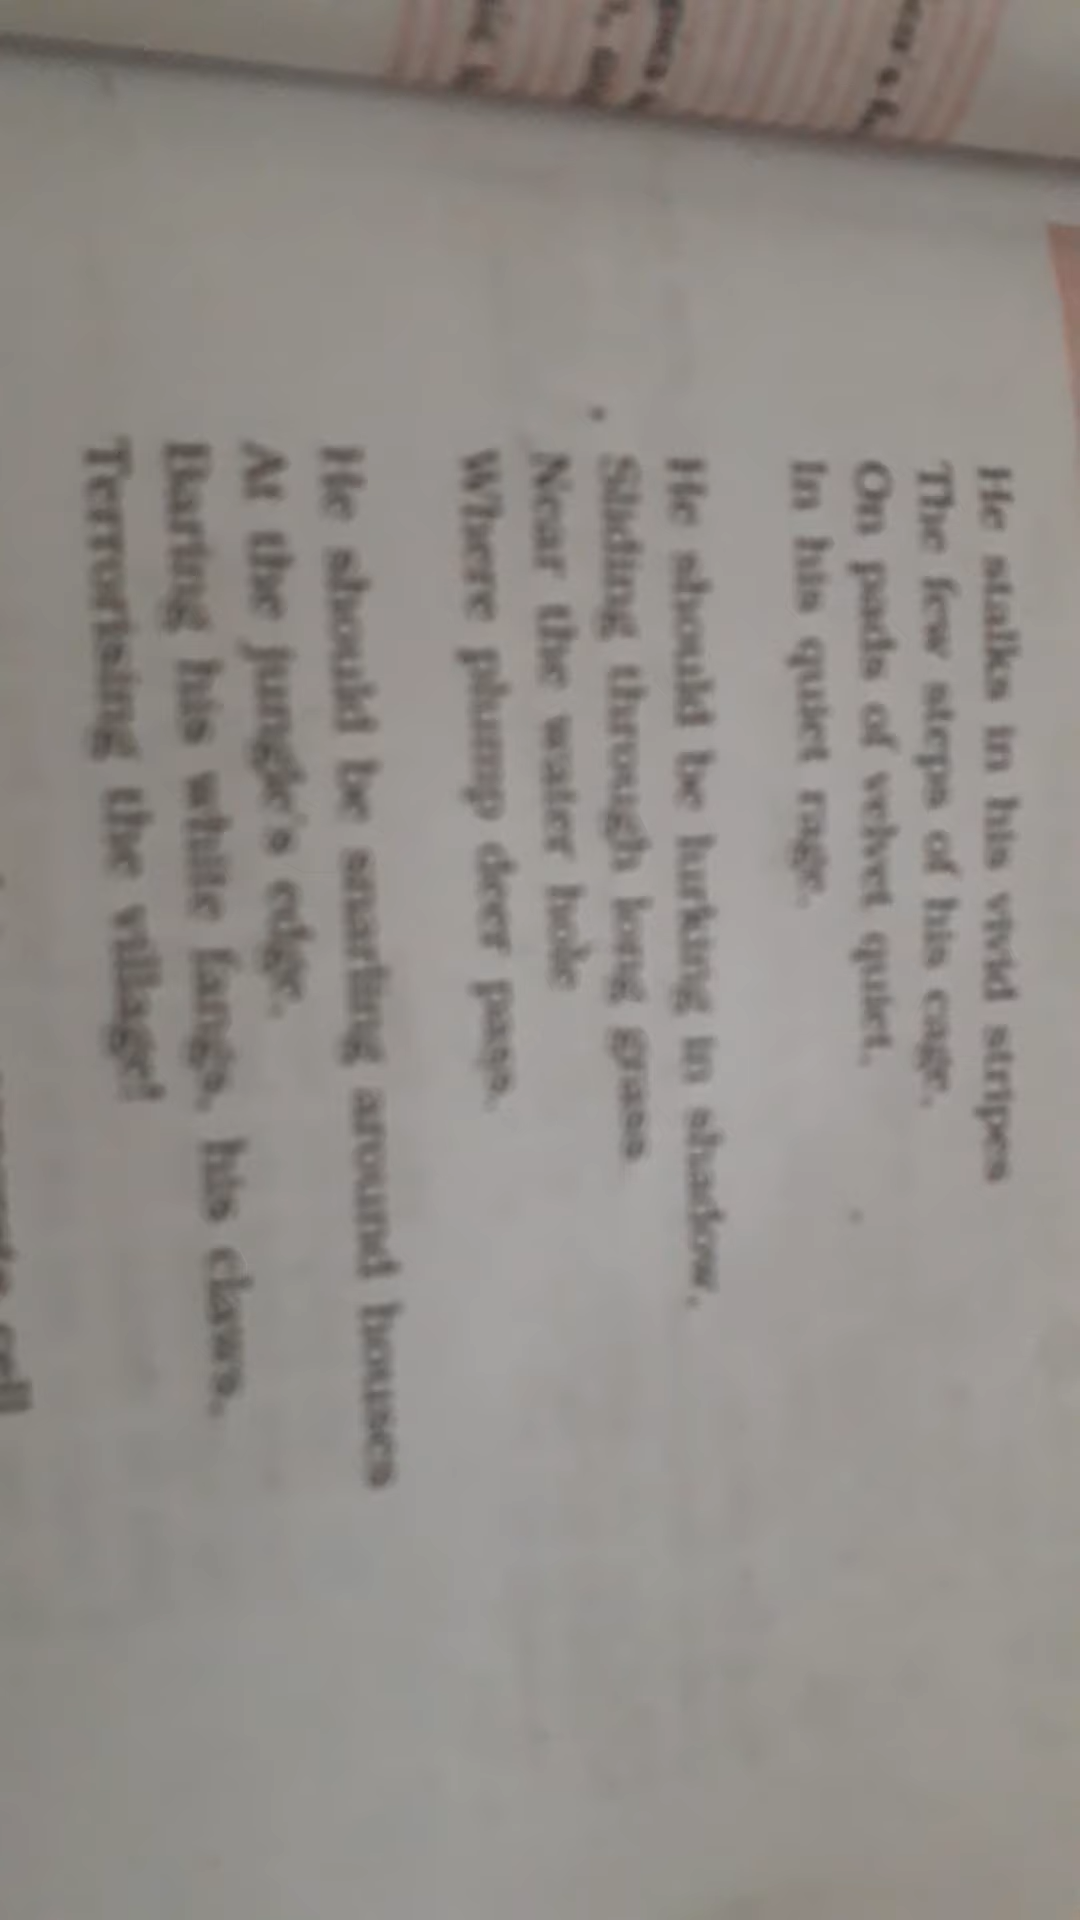 He stalks in his vivid stripes
The few steps of his cage,
On pads of velvet quiet,
In his quiet rage.
He should be lurking in shadow,
Sliding through long grass
Near the water hole
Where plump deer pass.
He should be snarling around houses
At the jungle's edge,
Baring his white fangs, his claws,
Terrorising the village!
cell